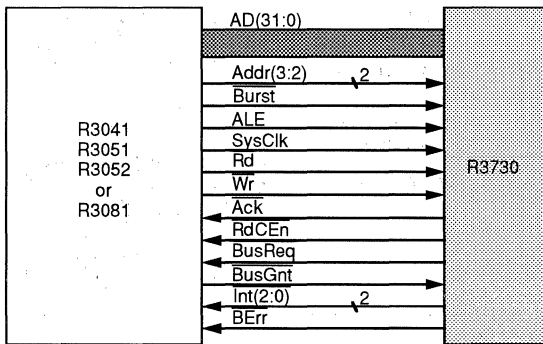 AD(31:0)
Addr(3:2)
2
Burst
ALE
SysClk
Rd
Wr
Ack
RdCEn
BusReq
BusGnt
Int(2:0)
2
BErr
R3041
R3051
R3052
or
R3081
R3730